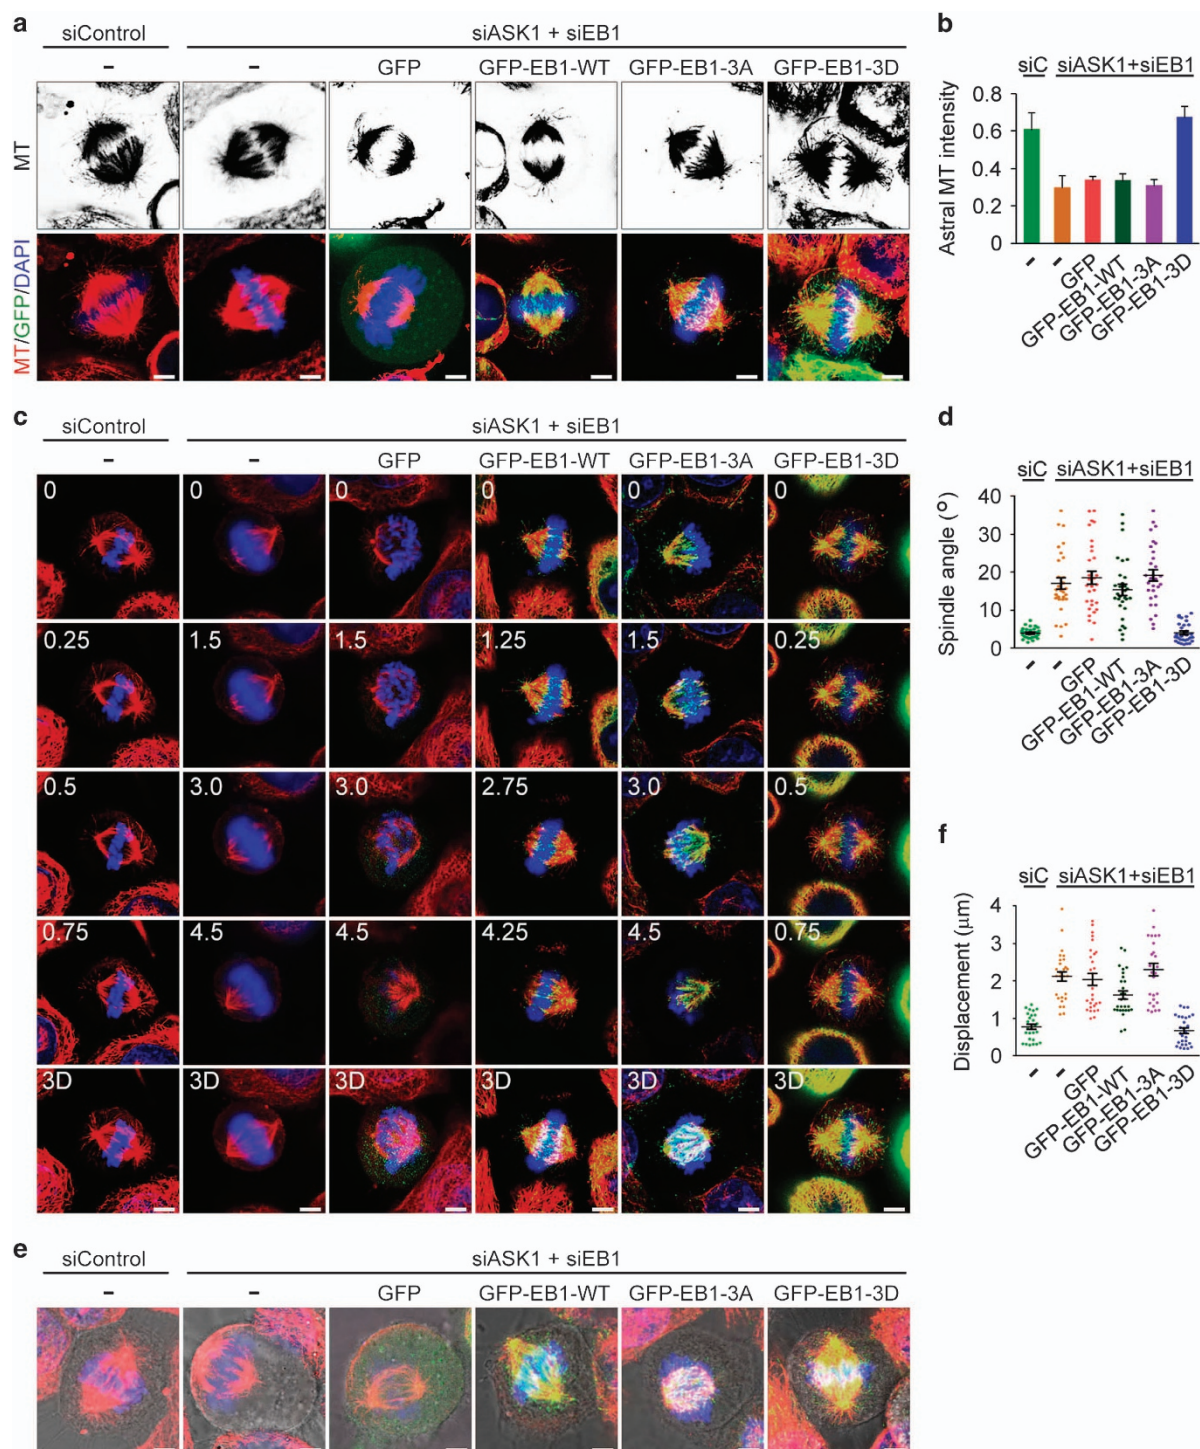 a
siControl
siASK1 + siEB1
– – GFP GFP-EB1-WT GFP-EB1-3A GFP-EB1-3D
MT
MT/GFP/DAPI
b
siC siASK1+siEB1
Astral MT intensity
0.8
0.6
0.4
0.2
0
– – GFP GFP-EB1-WT GFP-EB1-3A GFP-EB1-3D
c
siControl
siASK1 + siEB1
– – GFP GFP-EB1-WT GFP-EB1-3A GFP-EB1-3D
0 0 0 0 0 0
0.25 1.5 1.5 1.25 1.5 0.25
0.5 3.0 3.0 2.75 3.0 0.5
0.75 4.5 4.5 4.25 4.5 0.75
3D 3D 3D 3D 3D 3D
d
siC siASK1+siEB1
Spindle angle (º)
40
30
20
10
0
– – GFP GFP-EB1-WT GFP-EB1-3A GFP-EB1-3D
f
siC siASK1+siEB1
Displacement (μm)
4
3
2
1
0
– – GFP GFP-EB1-WT GFP-EB1-3A GFP-EB1-3D
e
siControl
siASK1 + siEB1
– – GFP GFP-EB1-WT GFP-EB1-3A GFP-EB1-3D